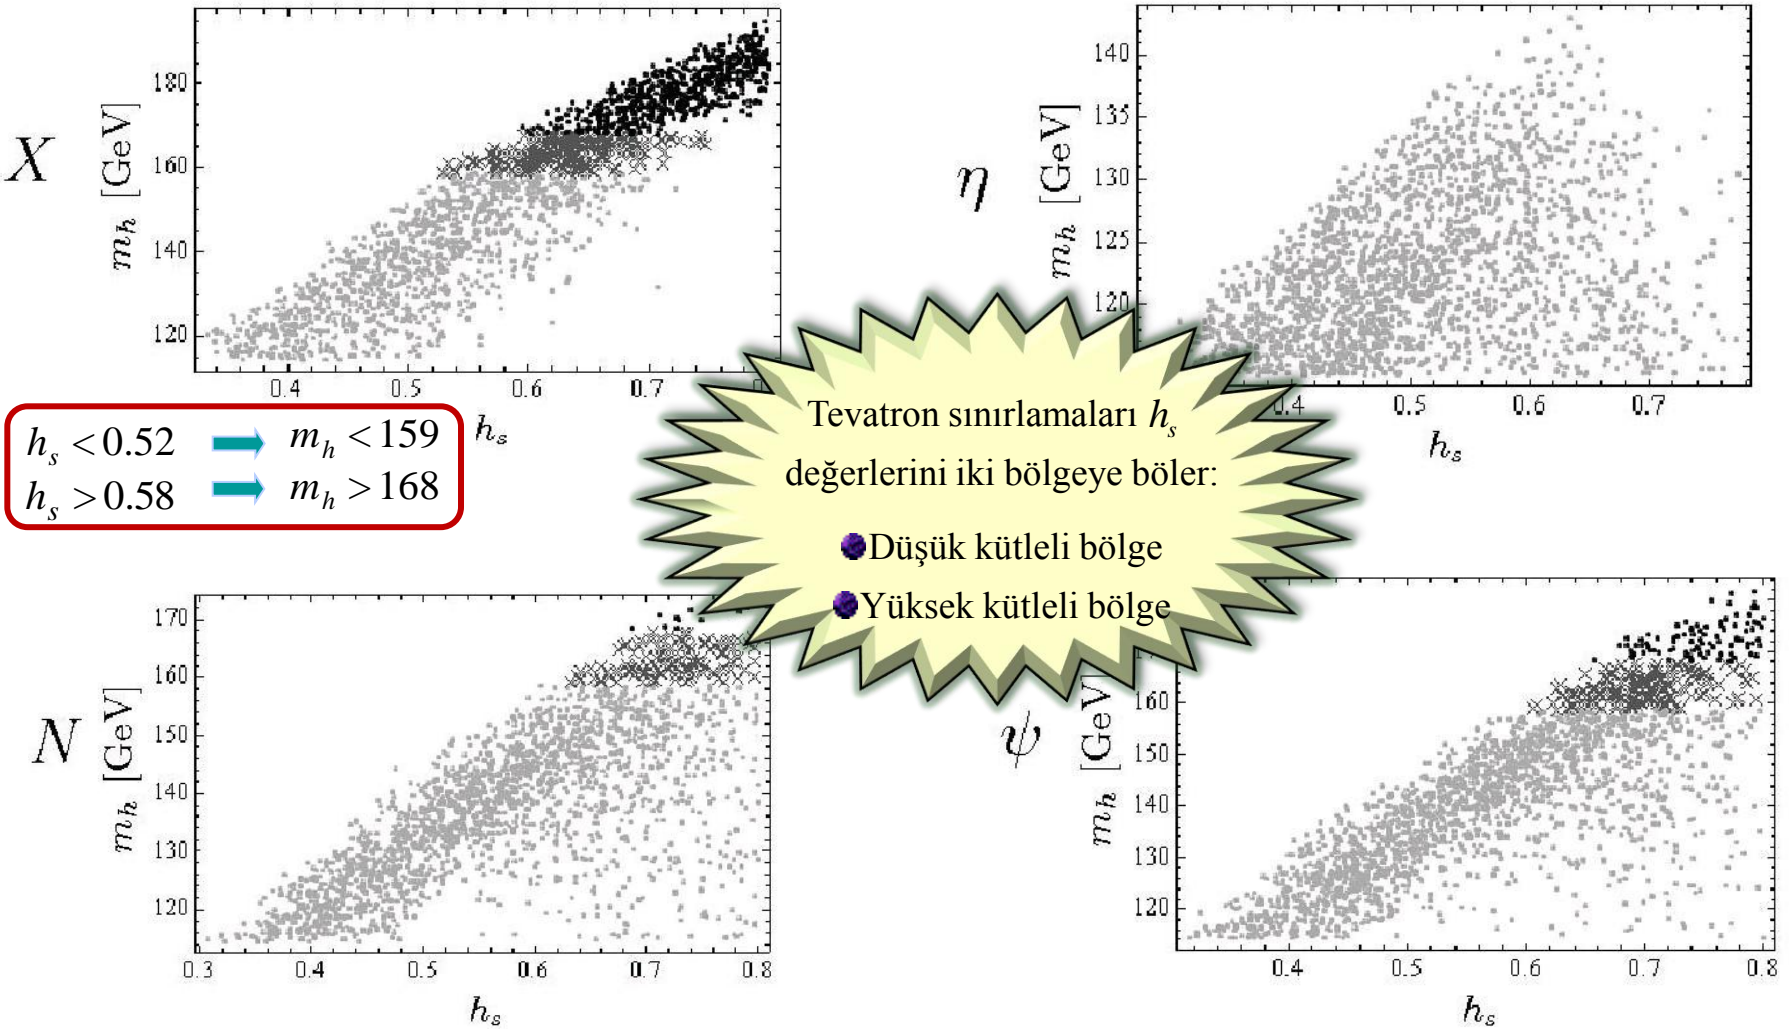 X
m_h [GeV]
180
160
140
120
0.4 0.5 0.6 0.7
h_s
η
m_h [GeV]
140
135
130
125
120
0.4 0.5 0.6 0.7
h_s
h_s < 0.52 m_h < 159
h_s > 0.58 m_h > 168
Tevatron sınırlamaları h_s
değerlerini iki bölgeye böler:
Düşük kütleli bölge
Yüksek kütleli bölge
N
m_h [GeV]
170
160
150
140
130
120
0.3 0.4 0.5 0.6 0.7 0.8
h_s
ψ
m_h [GeV]
160
150
140
130
120
0.4 0.5 0.6 0.7 0.8
h_s